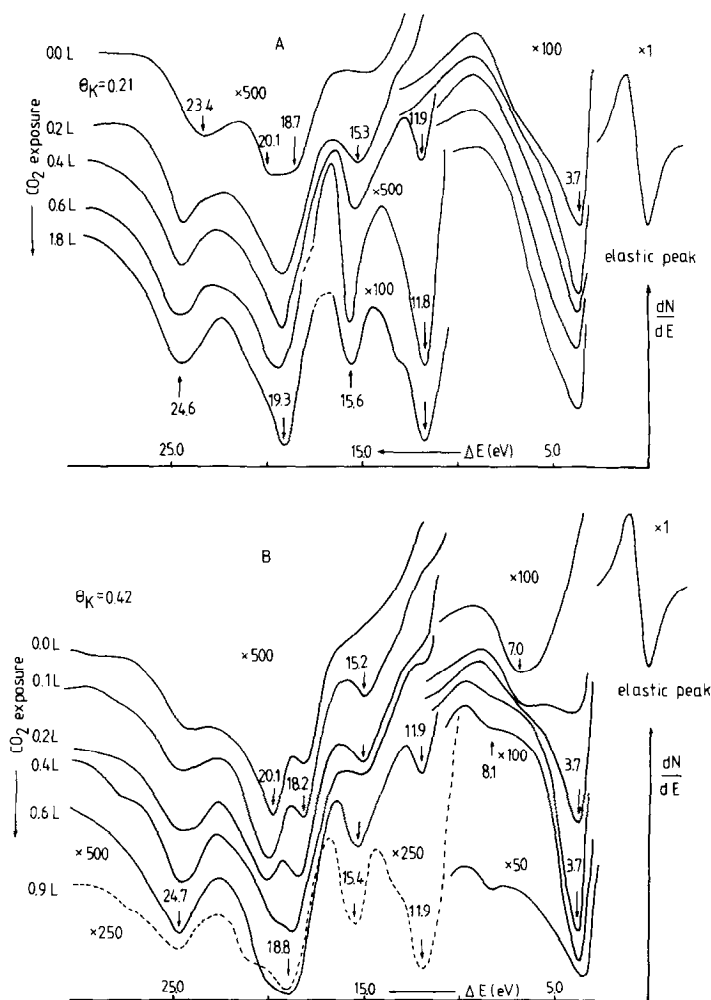 A
×100
×1
0.0 L
θK=0.21
×500
23.4
20.1
18.7
15.3
11.9
3.7
CO2 exposure
0.2 L
0.4 L
0.6 L
1.8 L
×500
×100
11.8
elastic peak
dN
dE
24.6
19.3
15.6
25.0
15.0
ΔE (eV)
5.0
B
×1
θK=0.42
×100
×500
0.0 L
0.1 L
15.2
7.0
CO2 exposure
elastic peak
0.2 L
0.4 L
0.6 L
20.1
18.2
11.9
8.1
×100
3.7
dN
dE
×500
0.9 L
×250
24.7
18.8
15.4
×250
11.9
×50
3.7
25.0
15.0
ΔE (eV)
5.0